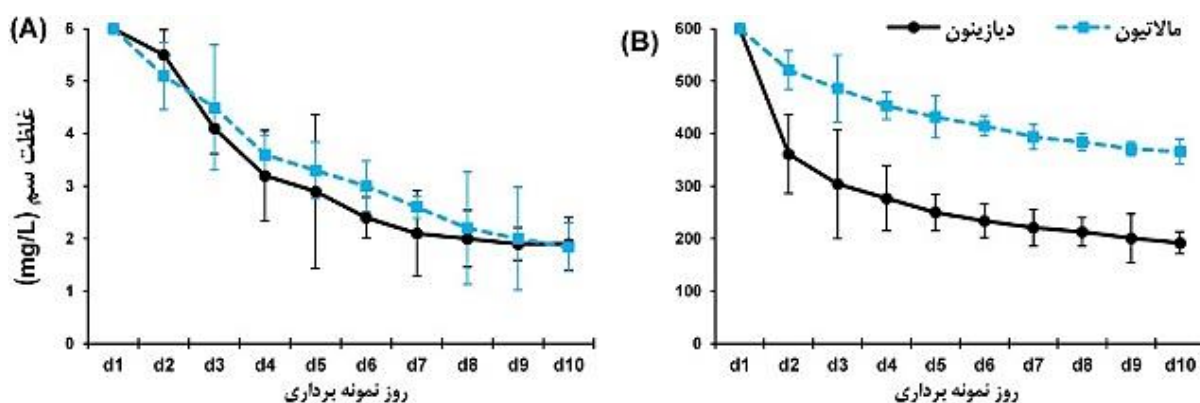 (A)
6
5
4
3
2
1
0
غلظت سم (mg/L)
d1 d2 d3 d4 d5 d6 d7 d8 d9 d10
روز نمونه برداری
(B)
دیازینون مالاتیون
600
500
400
300
200
100
0
d1 d2 d3 d4 d5 d6 d7 d8 d9 d10
روز نمونه برداری